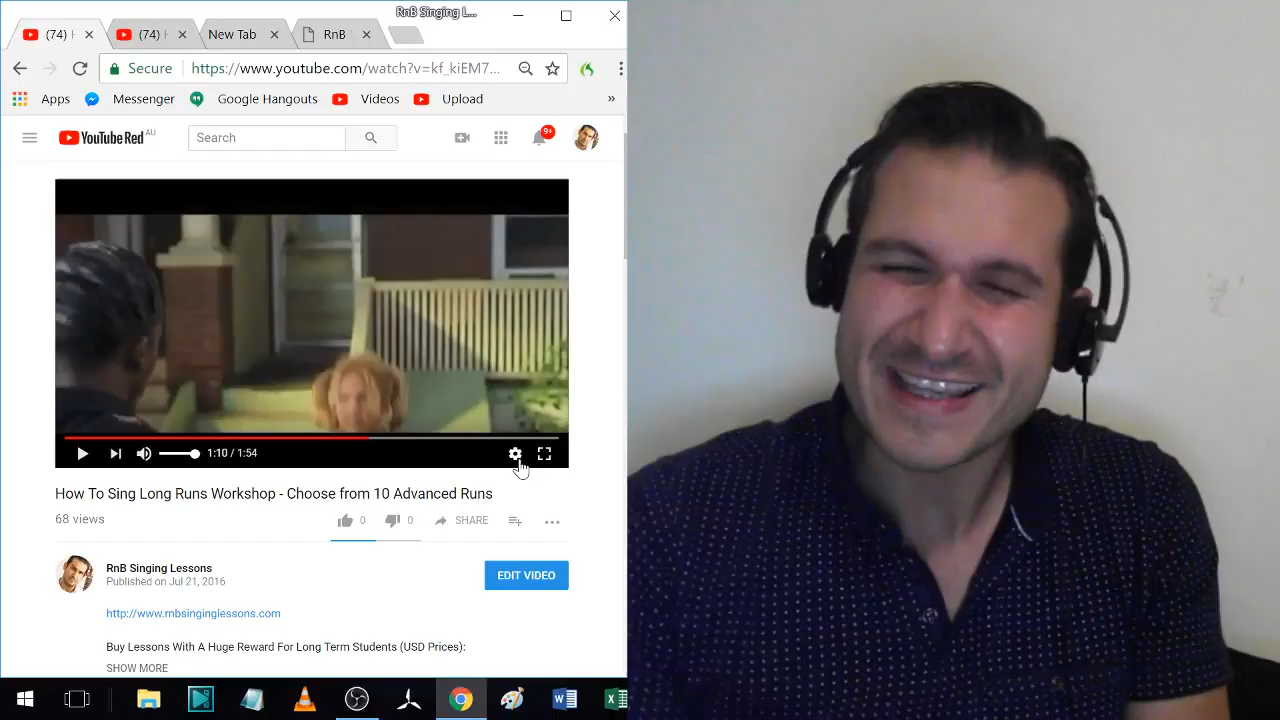 RnB Singing L...
(74)
(74)
New Tab
RnB
Secure
https://www.youtube.com/watch?v=kf_kiEM7...
Apps
Messenger
Google Hangouts
Videos
Upload
»
YouTube Red AU
Search
9+
1:10 / 1:54
How To Sing Long Runs Workshop - Choose from 10 Advanced Runs
68 views
0
0
SHARE
RnB Singing Lessons
Published on Jul 21, 2016
EDIT VIDEO
http://www.rnbsinginglessons.com
Buy Lessons With A Huge Reward For Long Term Students (USD Prices):
SHOW MORE